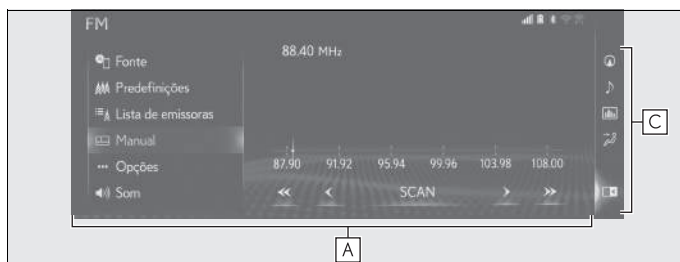 FM
88.40 MHz
Fonte
Predefinições
Lista de emissoras
Manual
Opções
Som
87.90 91.92 95.94 99.96 103.98 108.00
SCAN
A
C